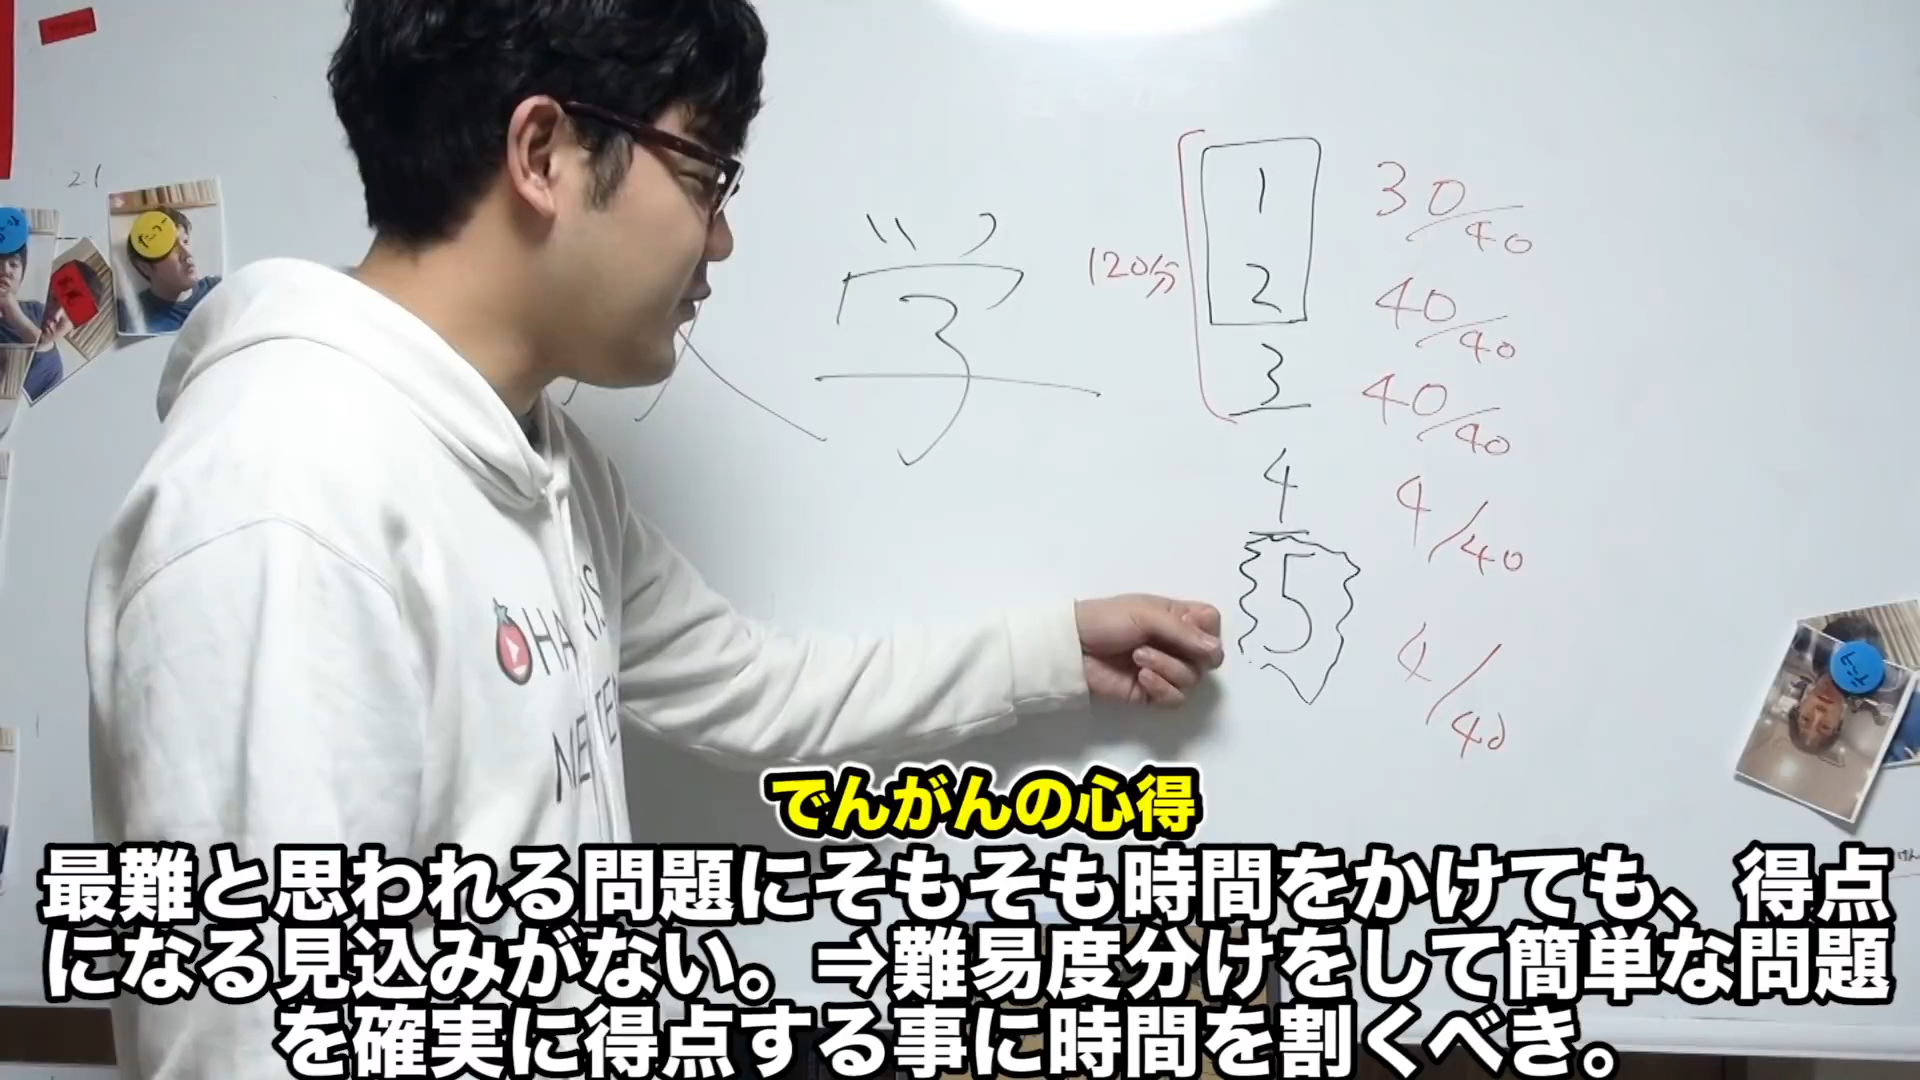 21
大学
120分
1 30/40
2 40/40
3 40/40
4 4/40
5 4/40
でんがんの心得
最難と思われる問題にそもそも時間をかけても、得点
になる見込みがない。⇒難易度分けをして簡単な問題
を確実に得点する事に時間を割くべき。